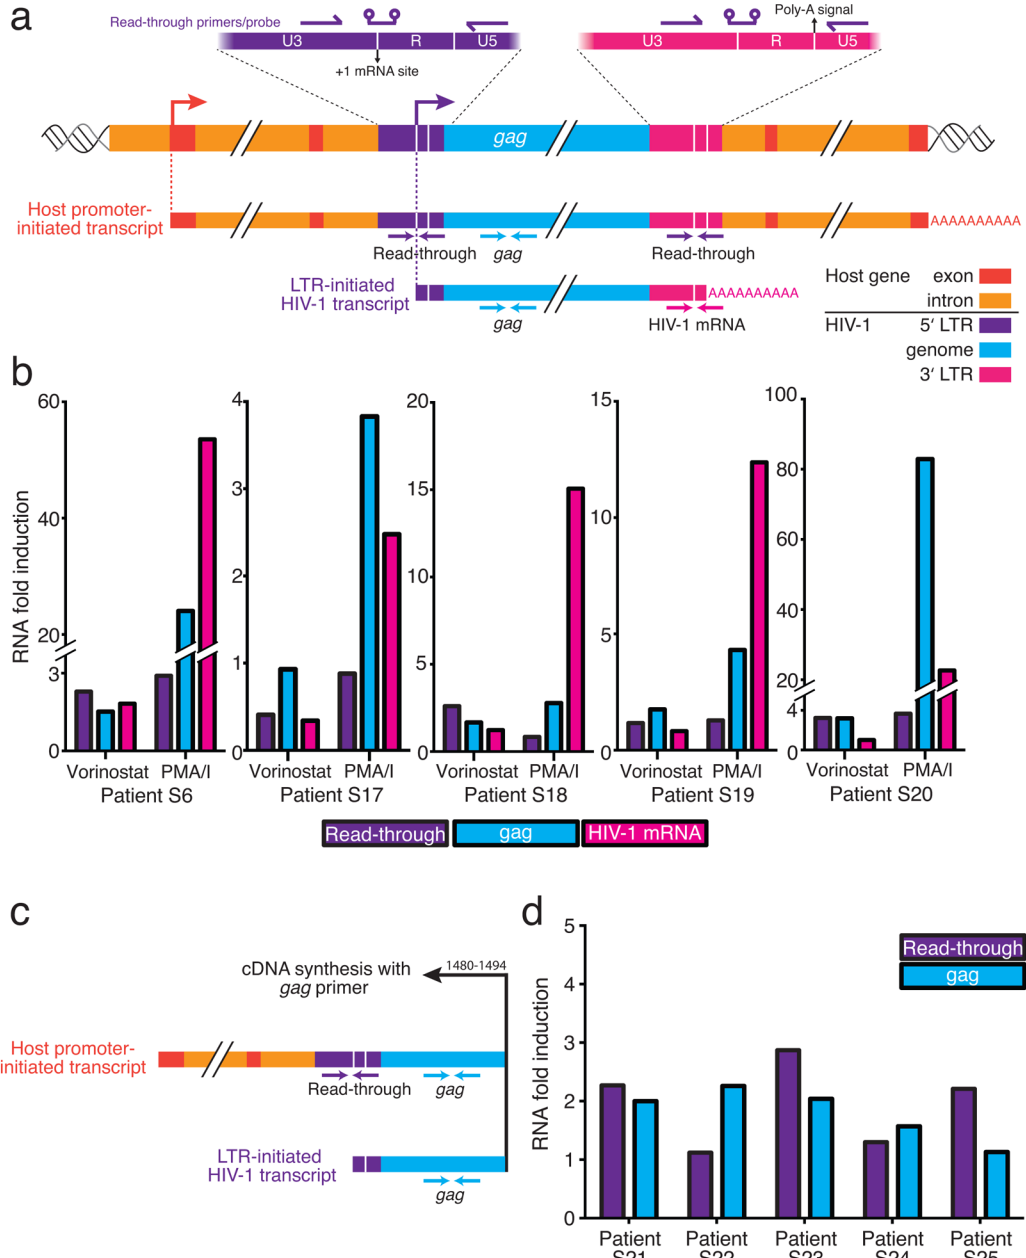 a
Read-through primers/probe
Poly-A signal
U3 R U5
U3 R U5
+1 mRNA site
gag
Host promoter-
initiated transcript
AAAAAAAAAA
Read-through
gag
Read-through
LTR-initiated
HIV-1 transcript
AAAAAAAAAA
gag
HIV-1 mRNA
Host gene exon
intron
HIV-1 5‘ LTR
genome
3‘ LTR
b
RNA fold induction
60
40
20
3
0
Vorinostat PMA/I
Patient S6
4
3
2
1
0
Vorinostat PMA/I
Patient S17
20
15
10
5
0
Vorinostat PMA/I
Patient S18
15
10
5
0
Vorinostat PMA/I
Patient S19
100
80
60
40
20
4
0
Vorinostat PMA/I
Patient S20
Read-through gag HIV-1 mRNA
c
cDNA synthesis with
gag primer
1480-1494
Host promoter-
initiated transcript
Read-through
gag
LTR-initiated
HIV-1 transcript
gag
d
RNA fold induction
5
4
3
2
1
0
Read-through
gag
Patient
S21
Patient
S22
Patient
S23
Patient
S24
Patient
S25